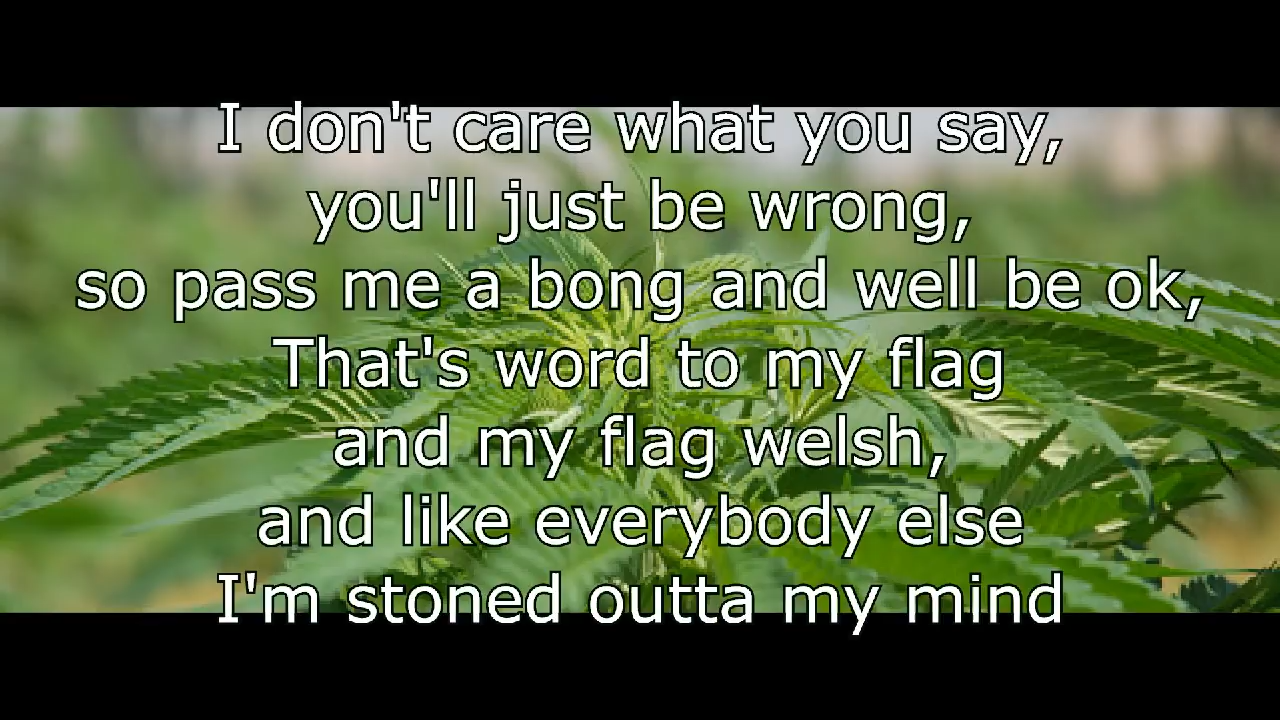 I don't care what you say,
you'll just be wrong,
so pass me a bong and well be ok,
That's word to my flag
and my flag welsh,
and like everybody else
I'm stoned outta my mind